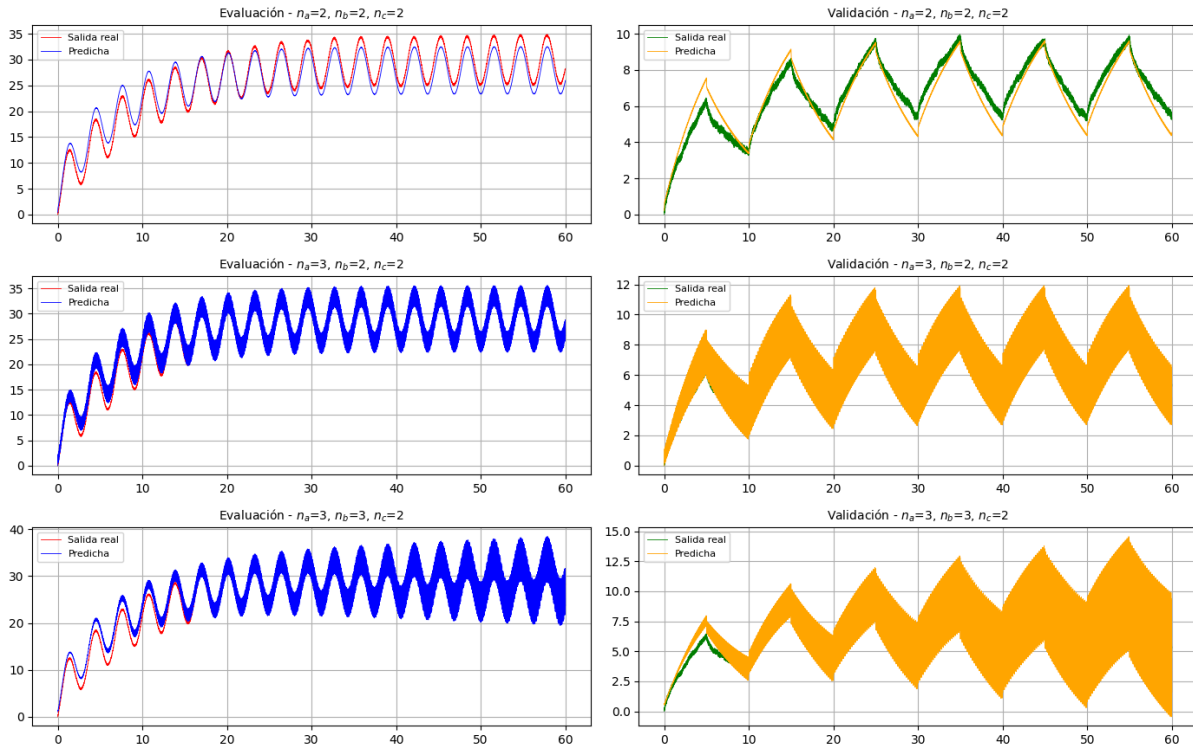 Evaluación - n_a=2, n_b=2, n_c=2
Salida real
Predicha
35
30
25
20
15
10
5
0
0 10 20 30 40 50 60
Validación - n_a=2, n_b=2, n_c=2
Salida real
Predicha
10
8
6
4
2
0
0 10 20 30 40 50 60
Evaluación - n_a=3, n_b=2, n_c=2
Salida real
Predicha
35
30
25
20
15
10
5
0
0 10 20 30 40 50 60
Validación - n_a=3, n_b=2, n_c=2
Salida real
Predicha
12
10
8
6
4
2
0
0 10 20 30 40 50 60
Evaluación - n_a=3, n_b=3, n_c=2
Salida real
Predicha
40
30
20
10
0
0 10 20 30 40 50 60
Validación - n_a=3, n_b=3, n_c=2
Salida real
Predicha
15.0
12.5
10.0
7.5
5.0
2.5
0.0
0 10 20 30 40 50 60